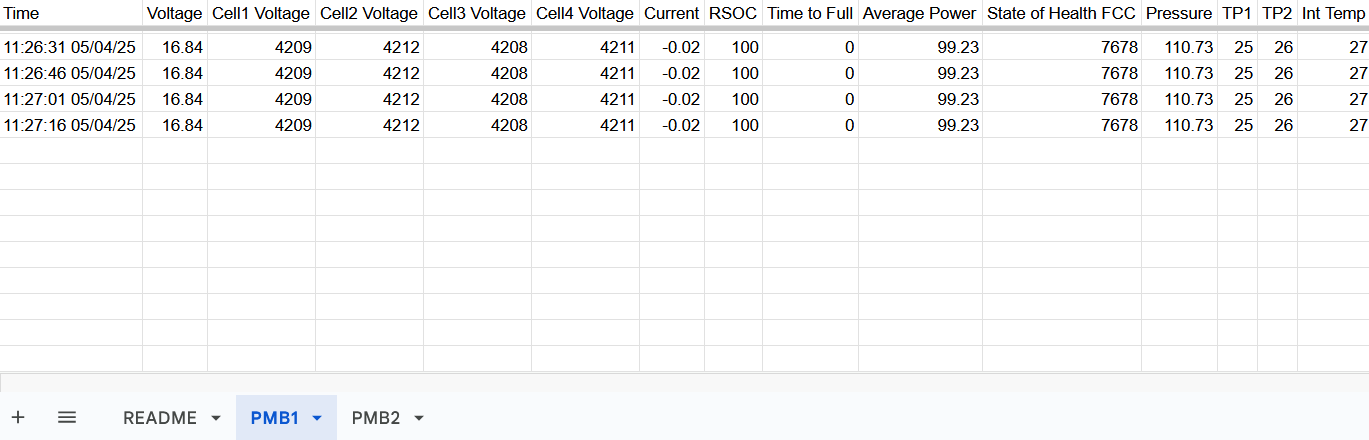 Time Voltage Cell1 Voltage Cell2 Voltage Cell3 Voltage Cell4 Voltage Current RSOC Time to Full Average Power State of Health FCC Pressure TP1 TP2 Int Temp
11:26:31 05/04/25 16.84 4209 4212 4208 4211 -0.02 100 0 99.23 7678 110.73 25 26 27
11:26:46 05/04/25 16.84 4209 4212 4208 4211 -0.02 100 0 99.23 7678 110.73 25 26 27
11:27:01 05/04/25 16.84 4209 4212 4208 4211 -0.02 100 0 99.23 7678 110.73 25 26 27
11:27:16 05/04/25 16.84 4209 4212 4208 4211 -0.02 100 0 99.23 7678 110.73 25 26 27
README PMB1 PMB2